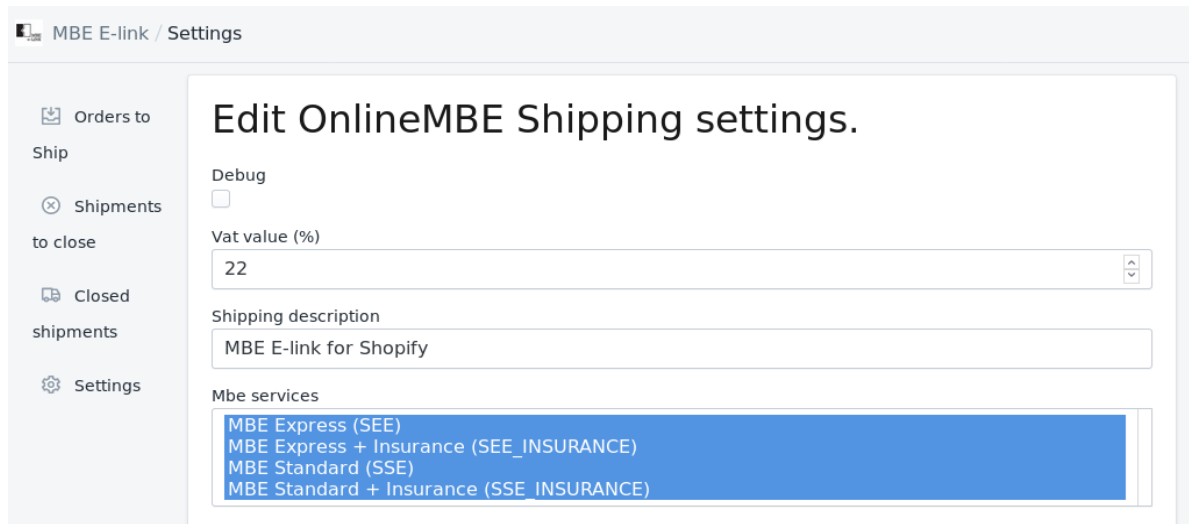 MBE E-link / Settings
Orders to
Ship
Shipments
to close
Closed
shipments
Settings
Edit OnlineMBE Shipping settings.
Debug
Vat value (%)
22
Shipping description
MBE E-link for Shopify
Mbe services
MBE Express (SEE)
MBE Express + Insurance (SEE_INSURANCE)
MBE Standard (SSE)
MBE Standard + Insurance (SSE_INSURANCE)